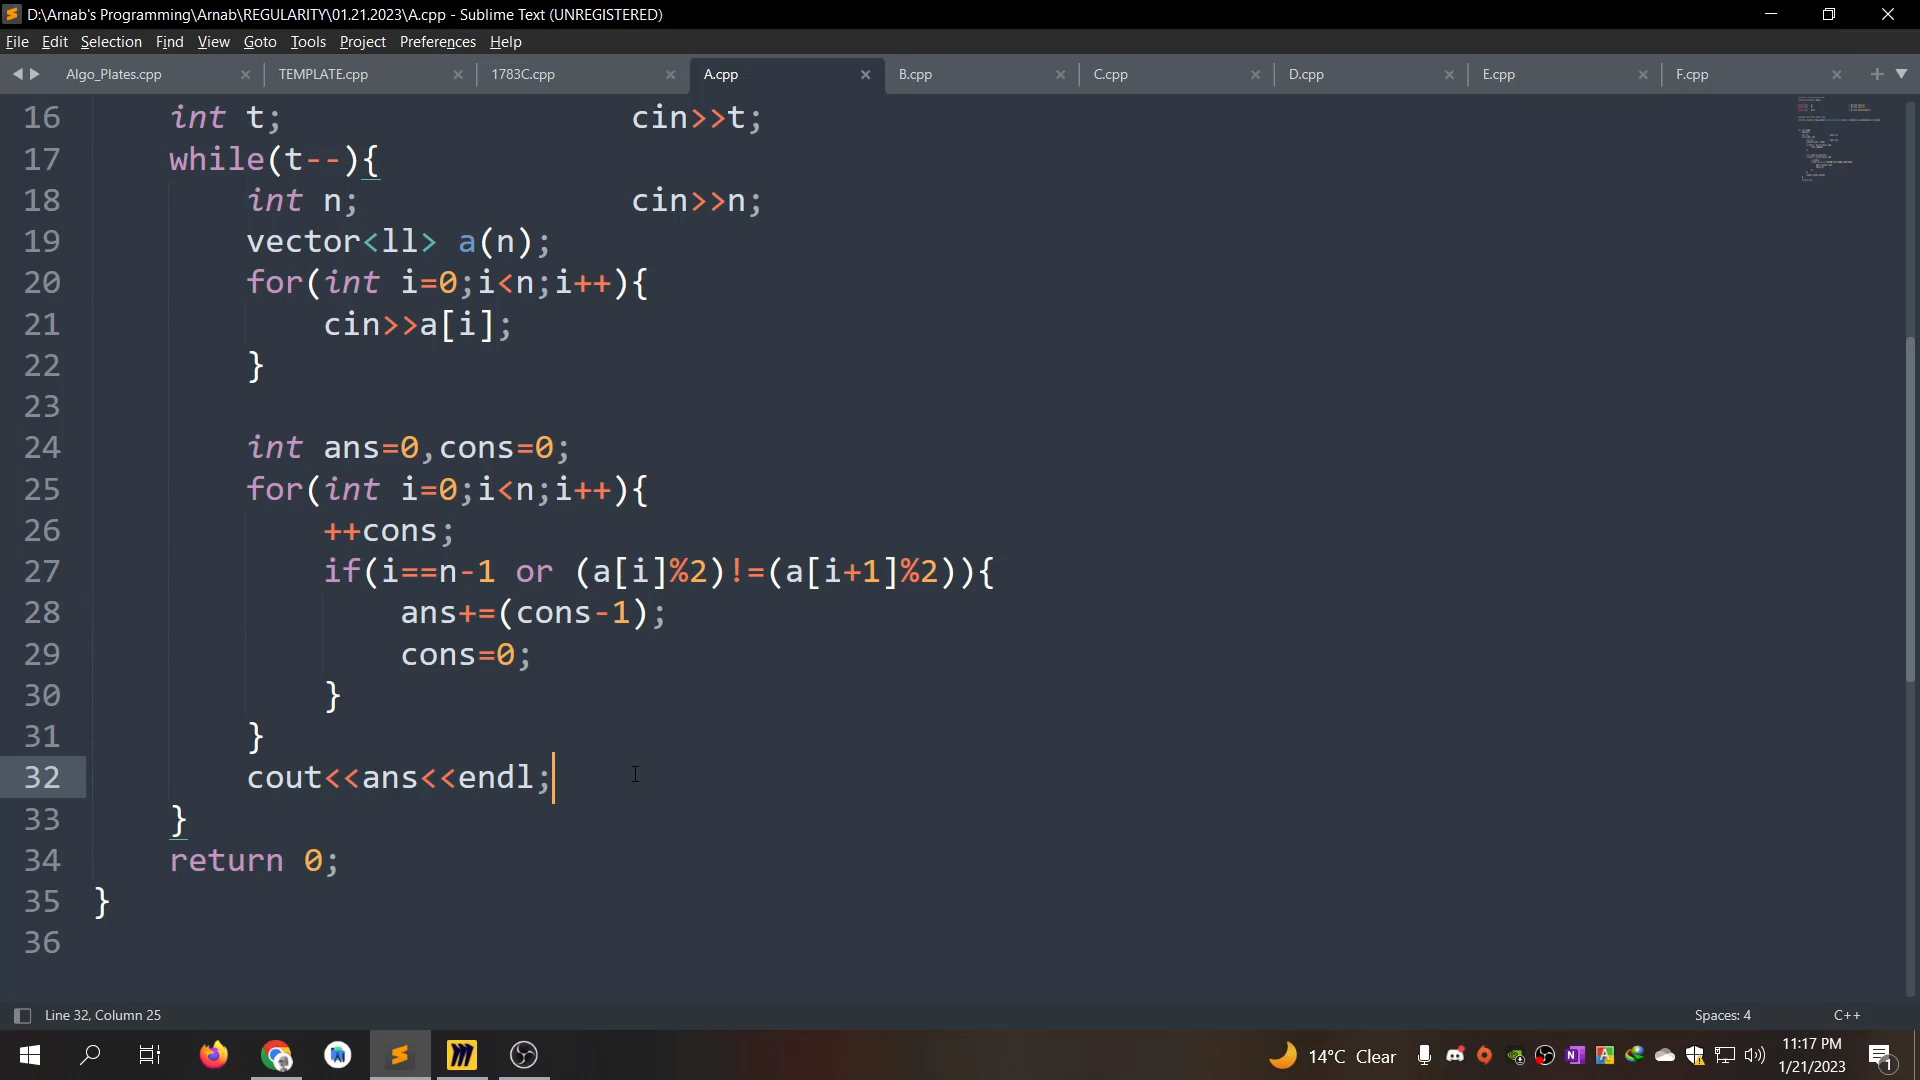 D:\Arnab's Programming\Arnab\REGULARITY\01.21.2023\A.cpp - Sublime Text (UNREGISTERED)
File Edit Selection Find View Goto Tools Project Preferences Help
Algo_Plates.cpp TEMPLATE.cpp 1783C.cpp A.cpp B.cpp C.cpp D.cpp E.cpp F.cpp
16 int t; cin>>t;
17 while(t--){
18 int n; cin>>n;
19 vector<ll> a(n);
20 for(int i=0;i<n;i++){
21 cin>>a[i];
22 }
23
24 int ans=0,cons=0;
25 for(int i=0;i<n;i++){
26 ++cons;
27 if(i==n-1 or (a[i]%2)!=(a[i+1]%2)){
28 ans+=(cons-1);
29 cons=0;
30 }
31 }
32 cout<<ans<<endl;
33 }
34 return 0;
35 }
36
Line 32, Column 25 Spaces: 4 C++
14°C Clear 11:17 PM
1/21/2023 1